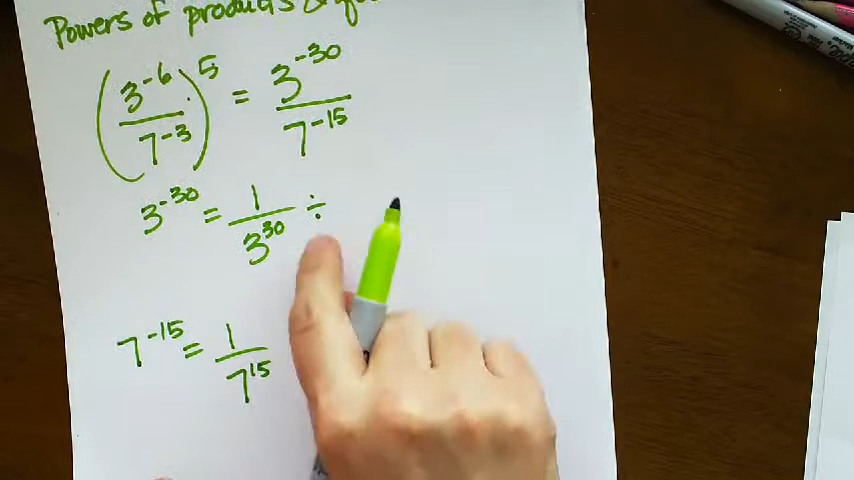 Powers of products &
(3^-6 / 7^-3)^5 = 3^-30 / 7^-15
3^-30 = 1/3^30 ÷
7^-15 = 1/7^15